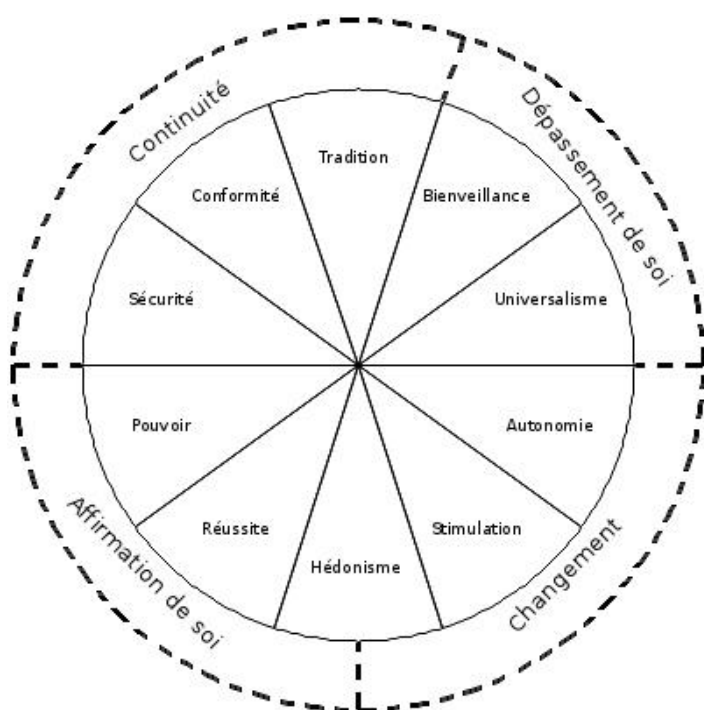 Continuité
Dépassement de soi
Tradition
Conformité
Bienveillance
Sécurité
Universalisme
Pouvoir
Autonomie
Réussite
Stimulation
Hédonisme
Affirmation de soi
Changement